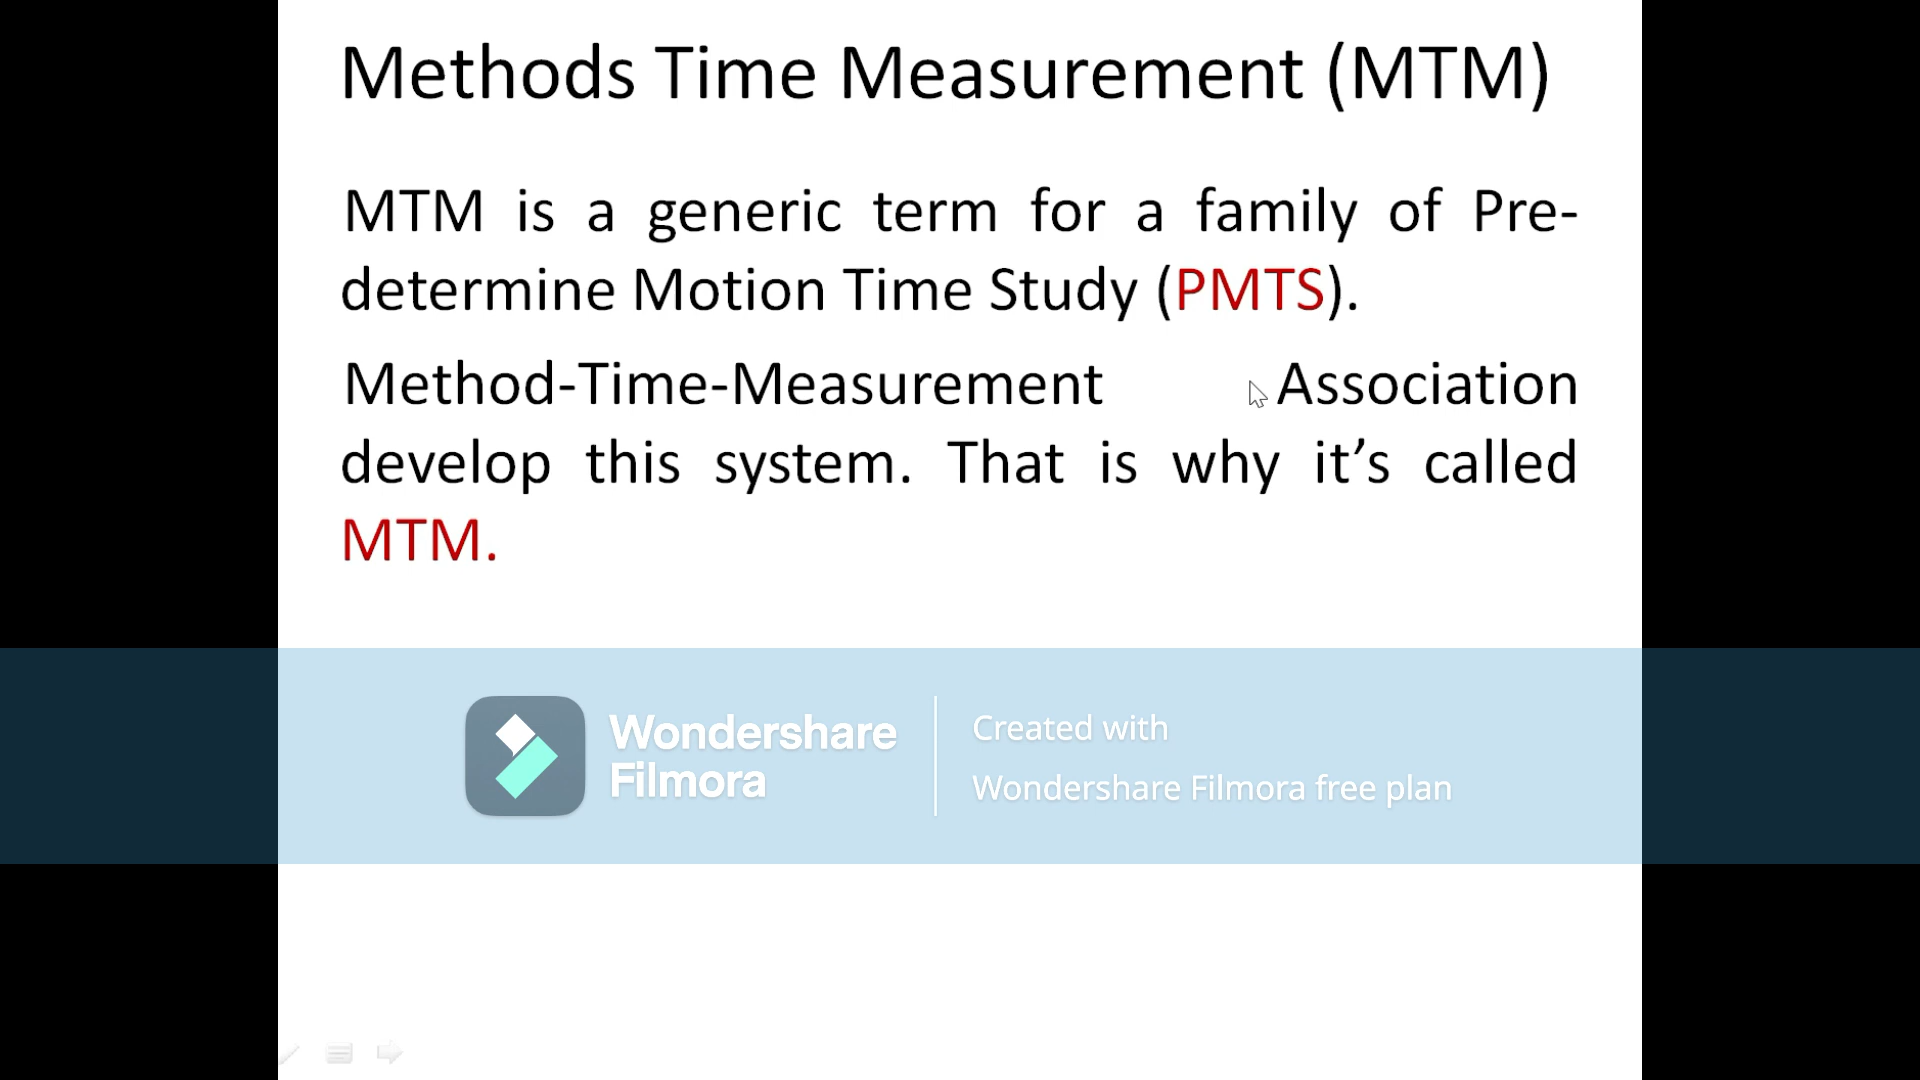 Methods Time Measurement (MTM)
MTM is a generic term for a family of Pre-
determine Motion Time Study (PMTS).
Method-Time-Measurement Association
develop this system. That is why it’s called
MTM.
Wondershare
Filmora
Created with
Wondershare Filmora free plan